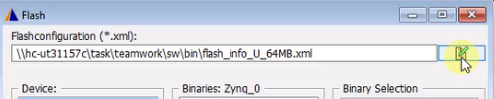 Flash
Flashconfiguration (*.xml):
\\hc-ut31157c\task\teamwork\sw\bin\flash_info_U_64MB.xml
Device:
Binaries: Zynq_0
Binary Selection